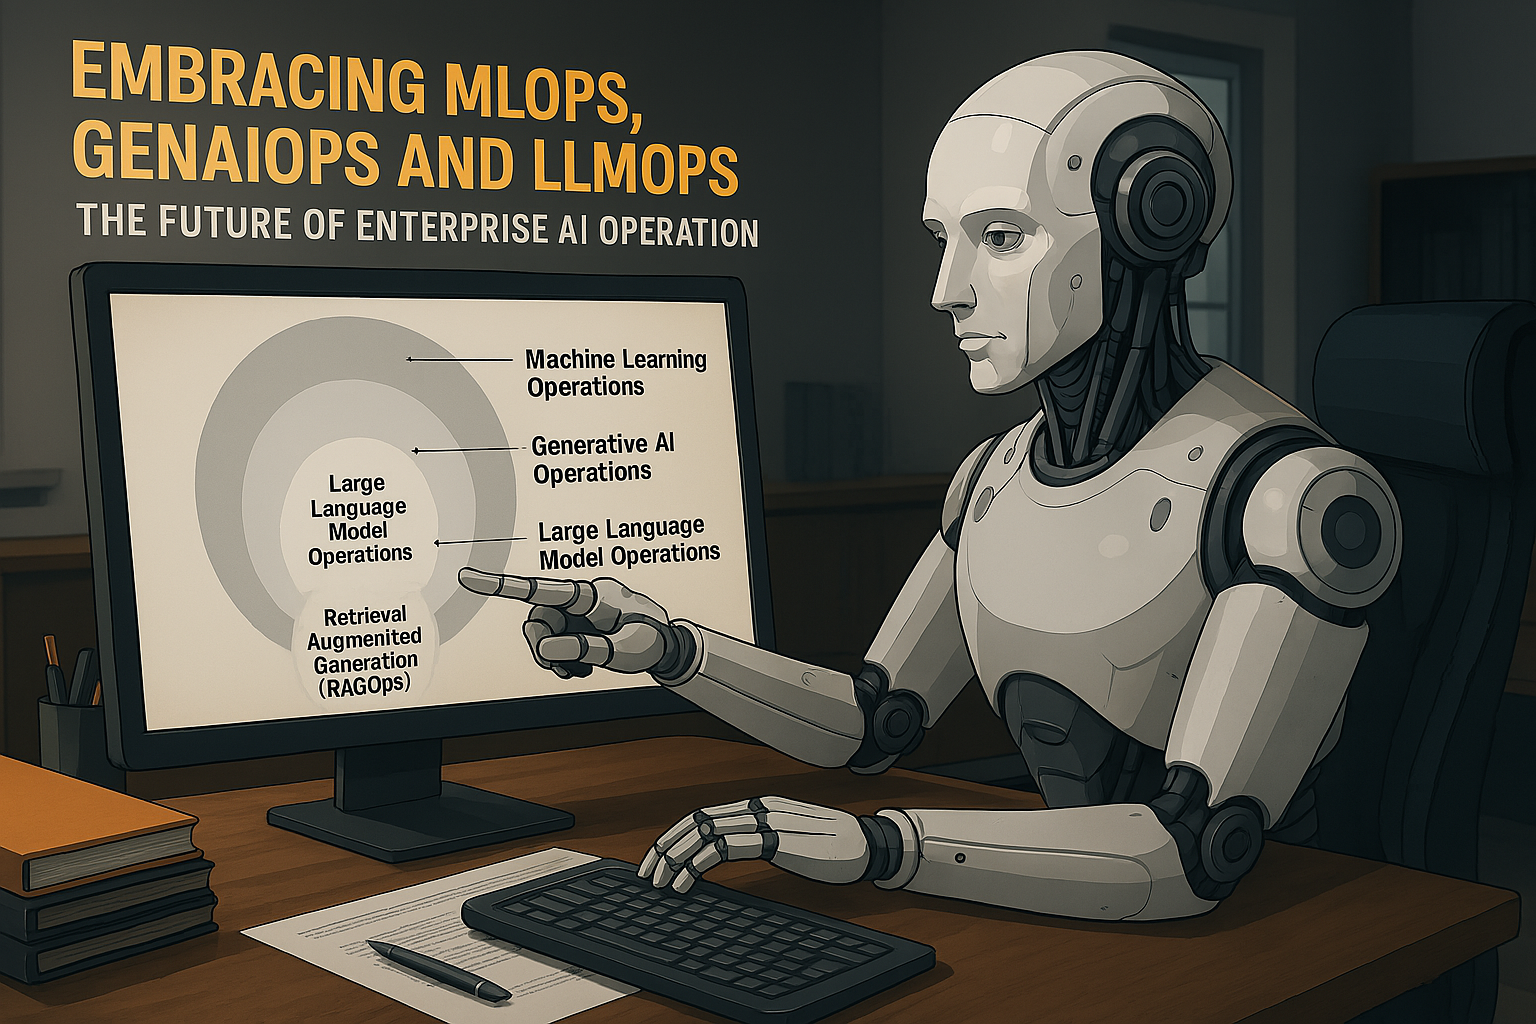 EMBRACING MLOPS,
GENAIOPS AND LLMOPS
THE FUTURE OF ENTERPRISE AI OPERATION
Machine Learning
Operations
Generative AI
Operations
Large Language
Model Operations
Large
Language
Model
Operations
Retrieval
Augmenited
Ganeration
(RAGOps)